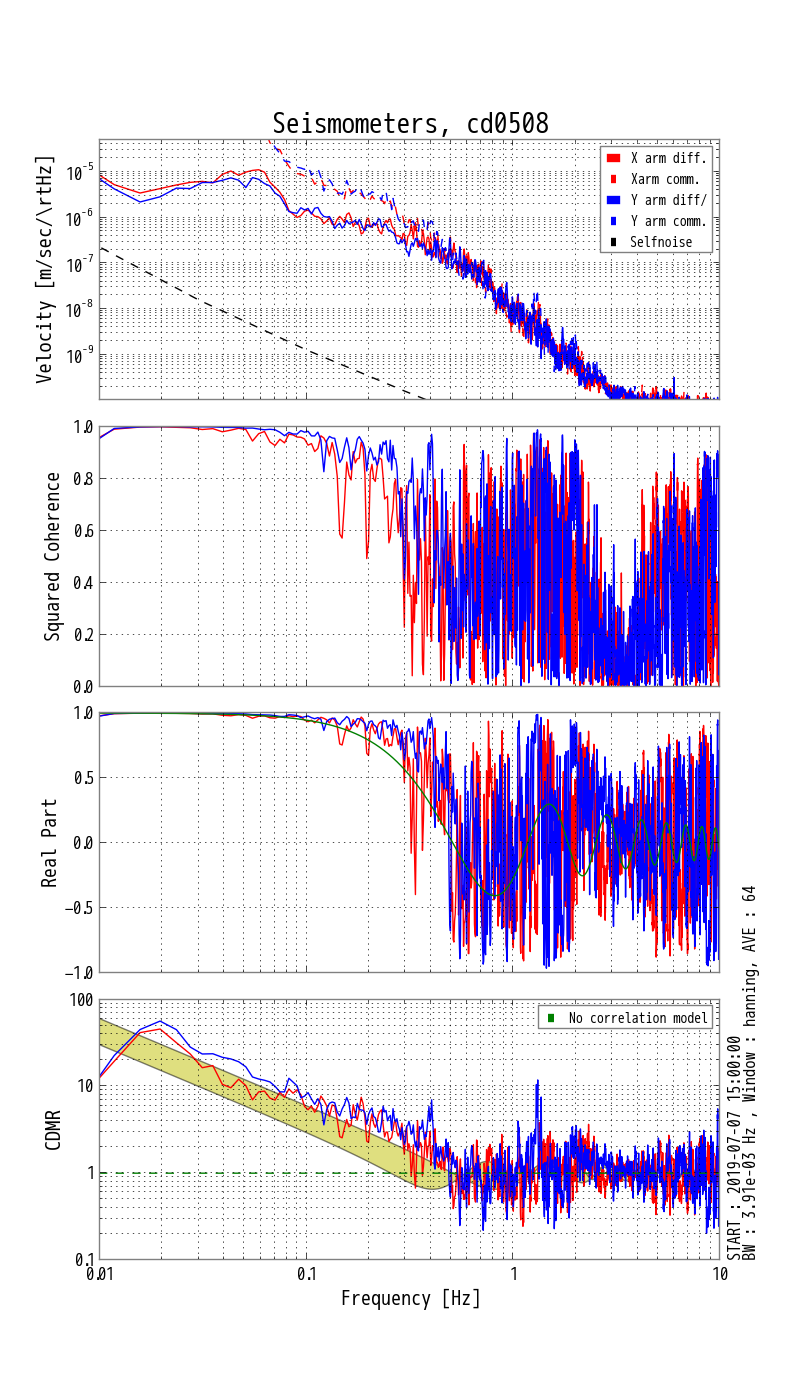 Seismometers, cd0508
Velocity [m/sec/\rtHz]
10^-5
10^-6
10^-7
10^-8
10^-9
X arm diff.
Xarm comm.
Y arm diff/
Y arm comm.
Selfnoise
Squared Coherence
1.0
0.8
0.6
0.4
0.2
0.0
Real Part
1.0
0.5
0.0
−0.5
−1.0
CDMR
100
10
1
0.1
No correlation model
0.01
0.1
1
10
Frequency [Hz]
START : 2019-07-07 15:00:00
BW : 3.91e-03 Hz , Window : hanning, AVE : 64